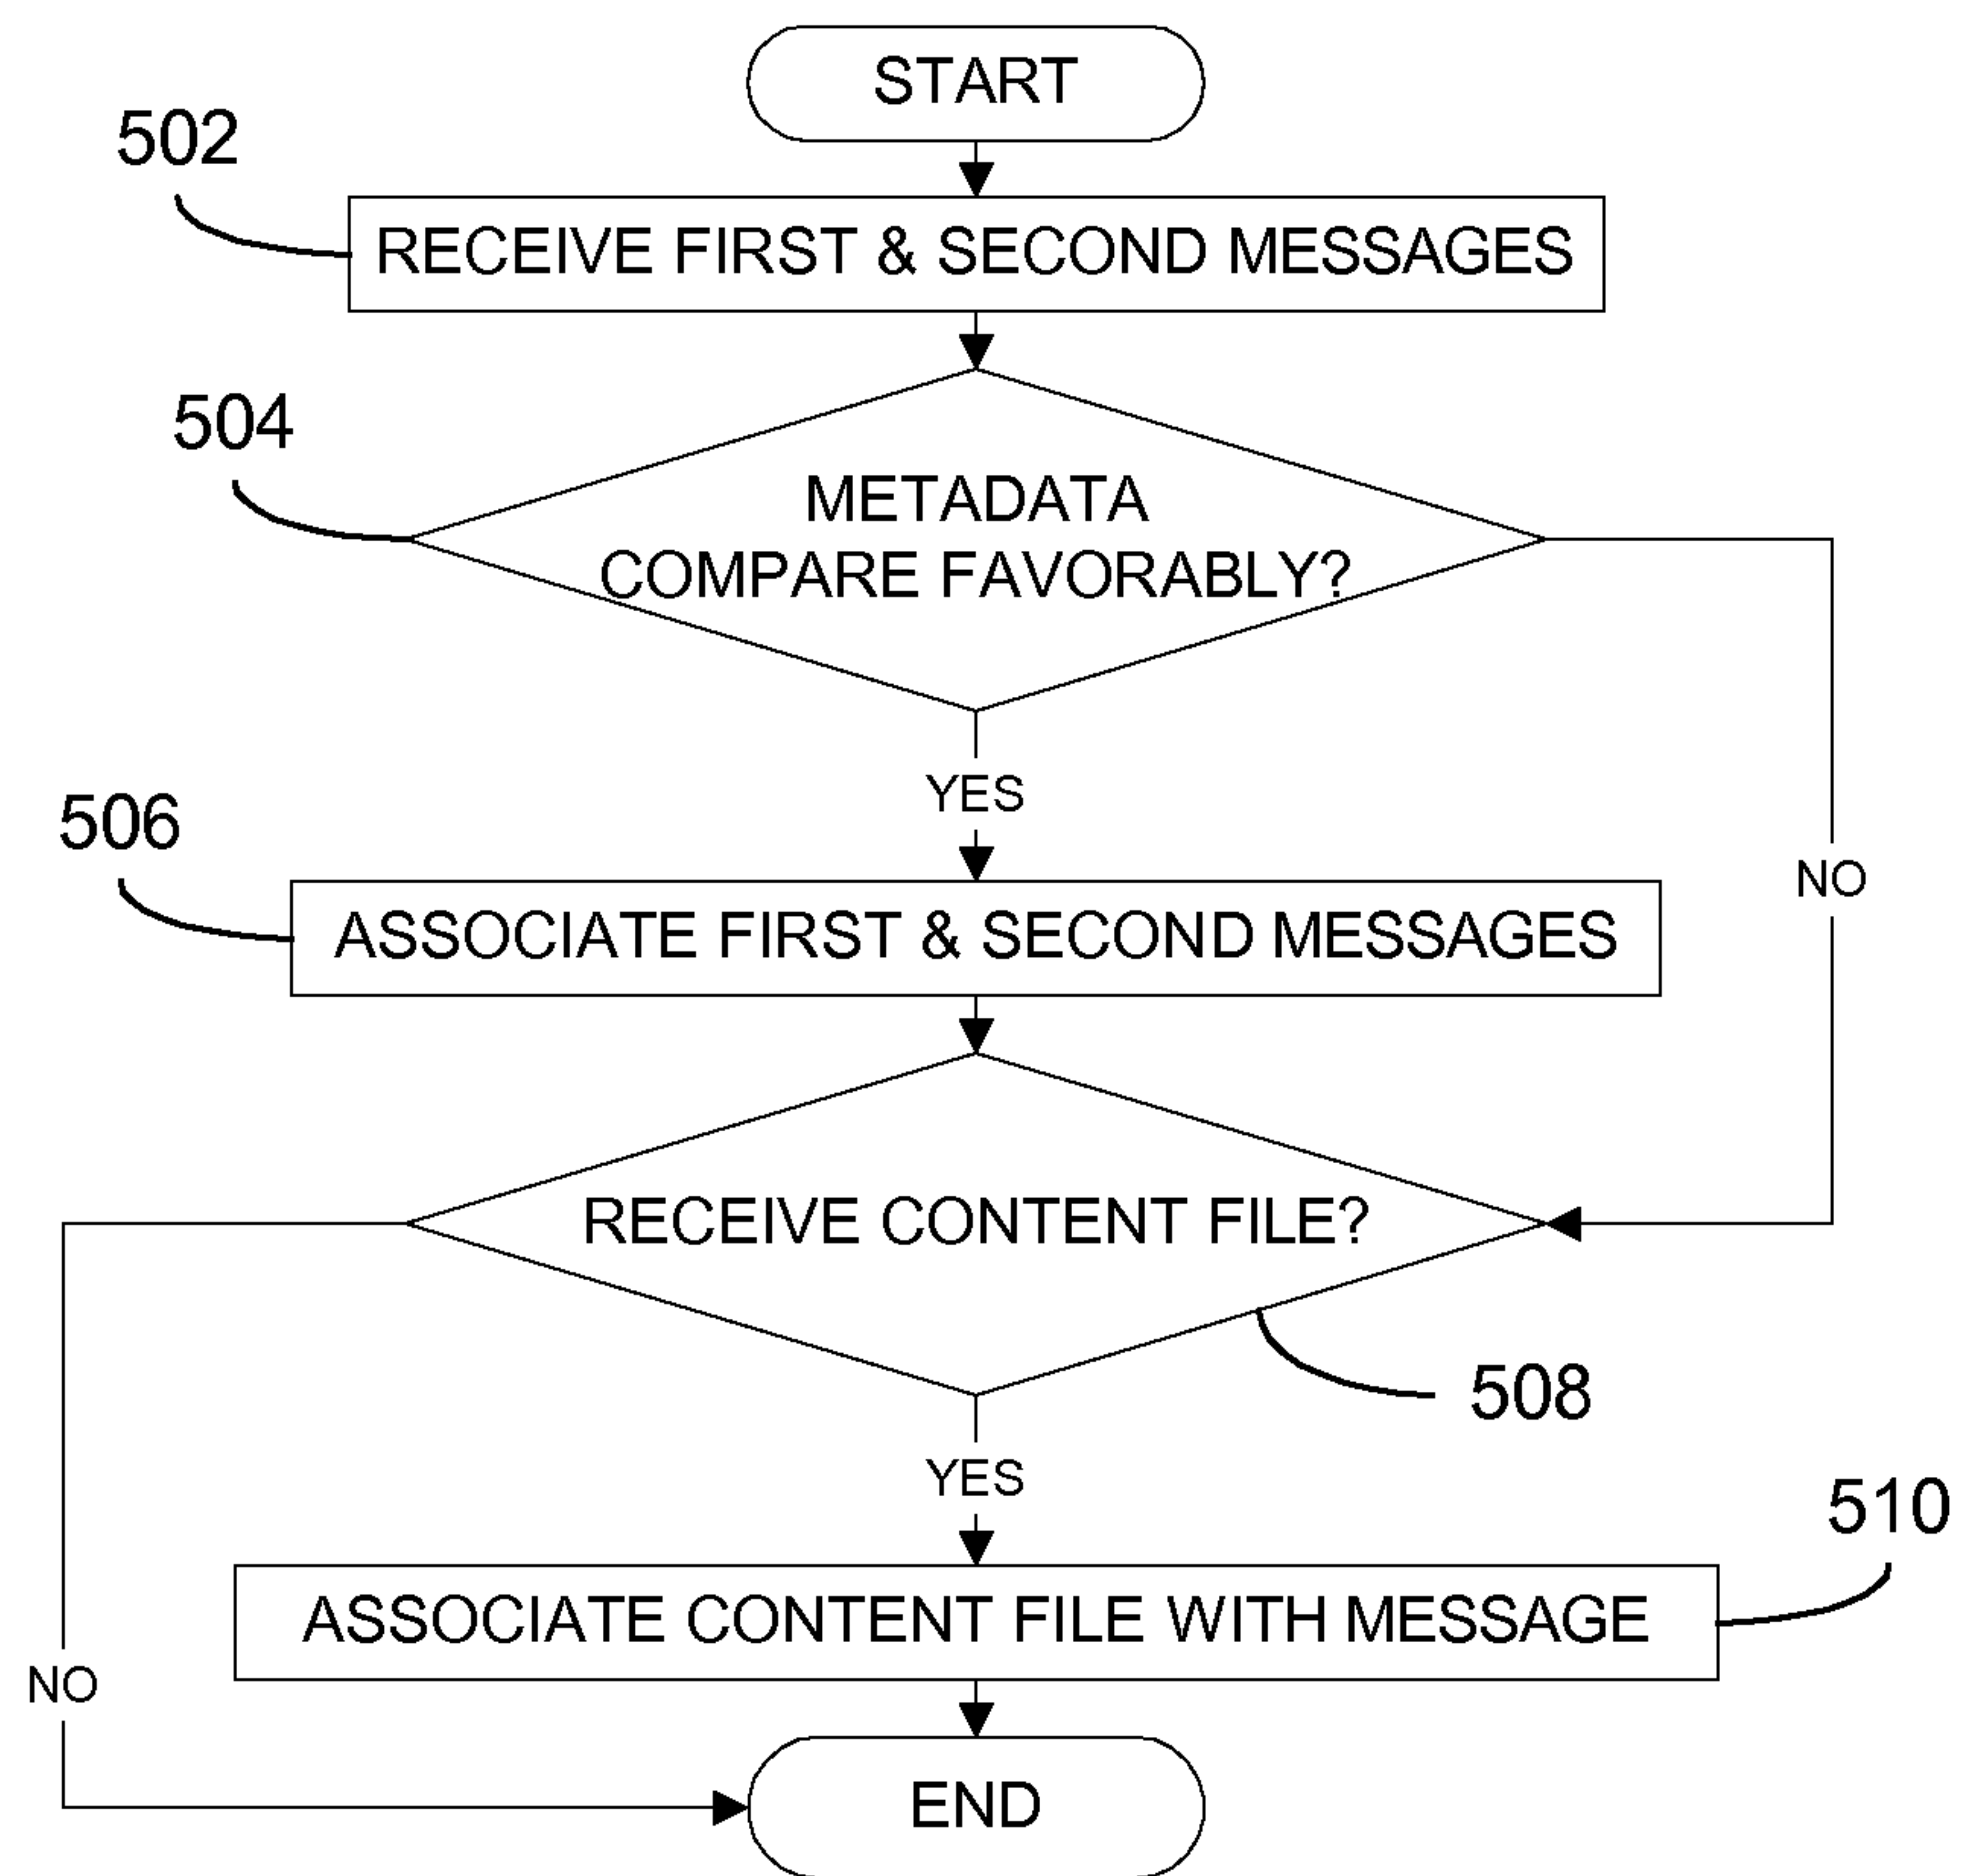 START
502
RECEIVE FIRST & SECOND MESSAGES
504
METADATA
COMPARE FAVORABLY?
YES
506
NO
ASSOCIATE FIRST & SECOND MESSAGES
RECEIVE CONTENT FILE?
508
YES
510
ASSOCIATE CONTENT FILE WITH MESSAGE
NO
END